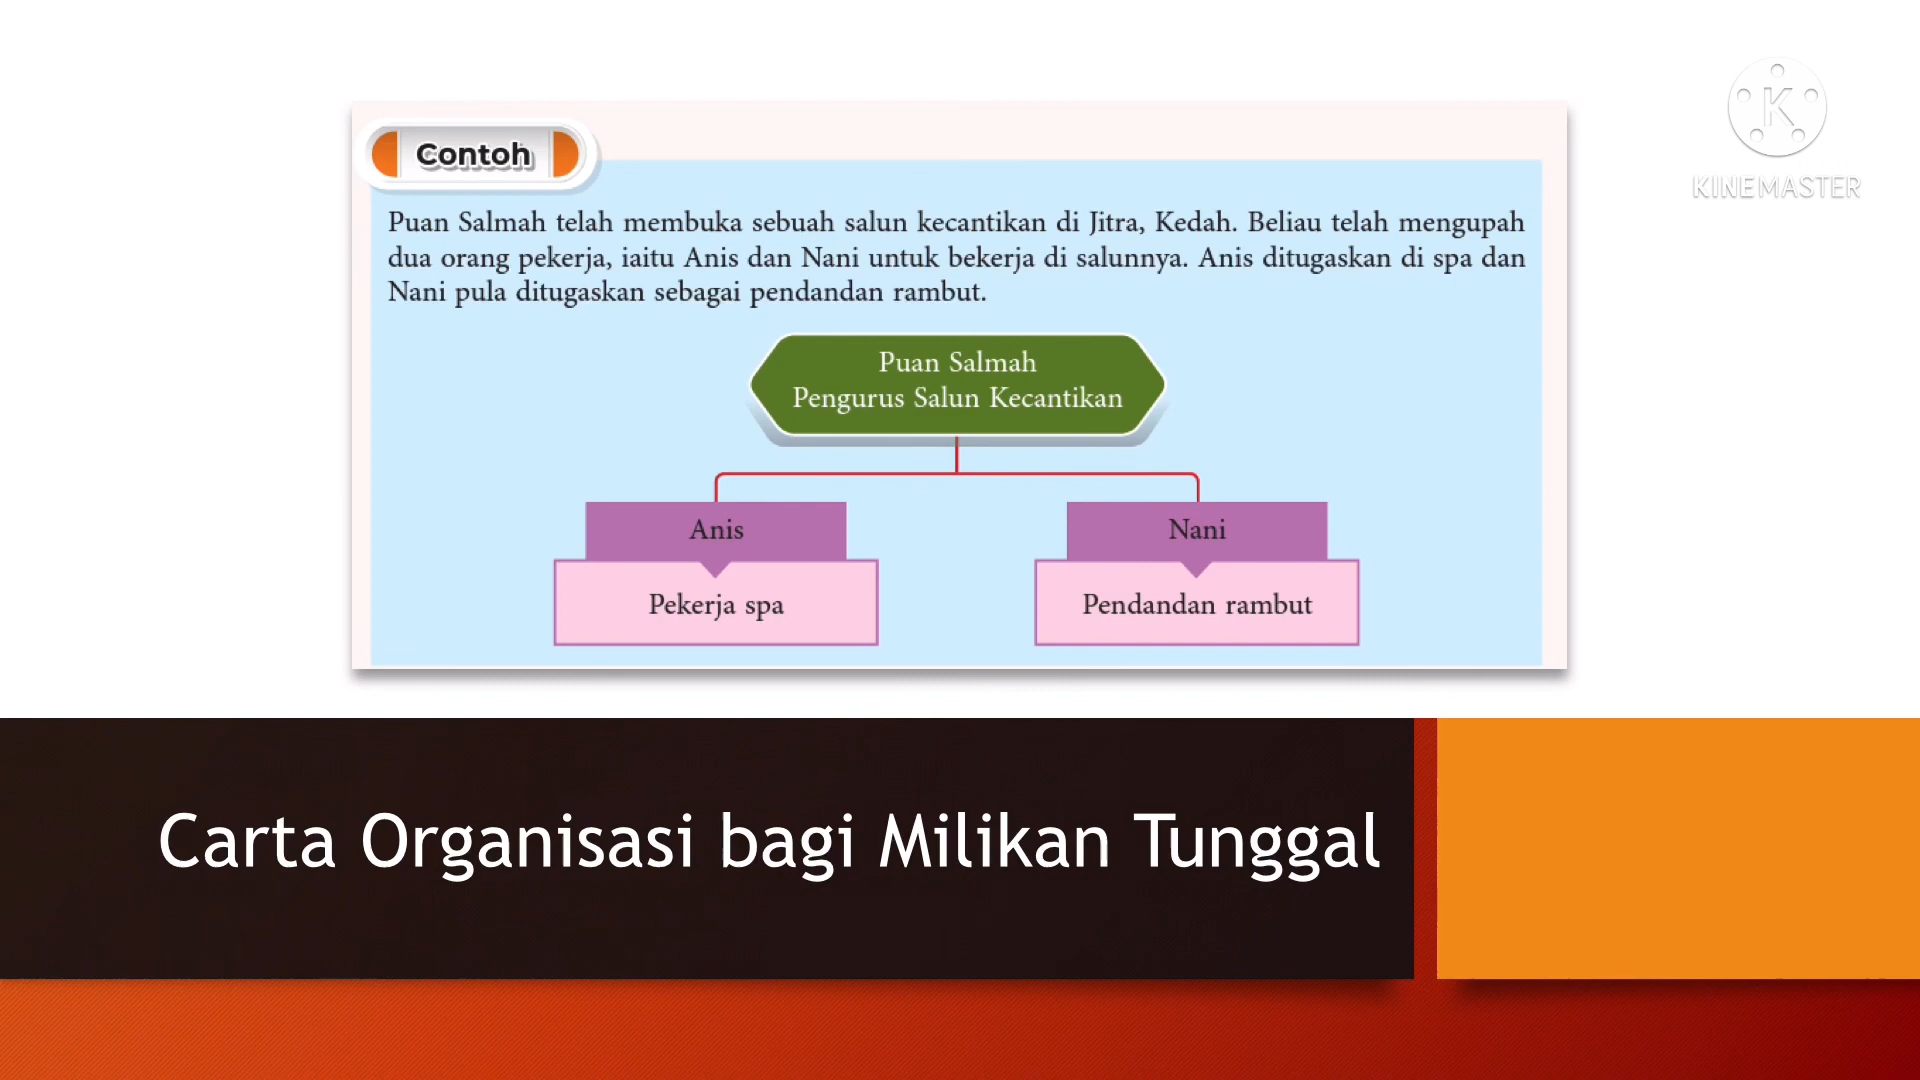 K
KINEMASTER
Contoh
Puan Salmah telah membuka sebuah salun kecantikan di Jitra, Kedah. Beliau telah mengupah
dua orang pekerja, iaitu Anis dan Nani untuk bekerja di salunnya. Anis ditugaskan di spa dan
Nani pula ditugaskan sebagai pendandan rambut.
Puan Salmah
Pengurus Salun Kecantikan
Anis
Pekerja spa
Nani
Pendandan rambut
Carta Organisasi bagi Milikan Tunggal